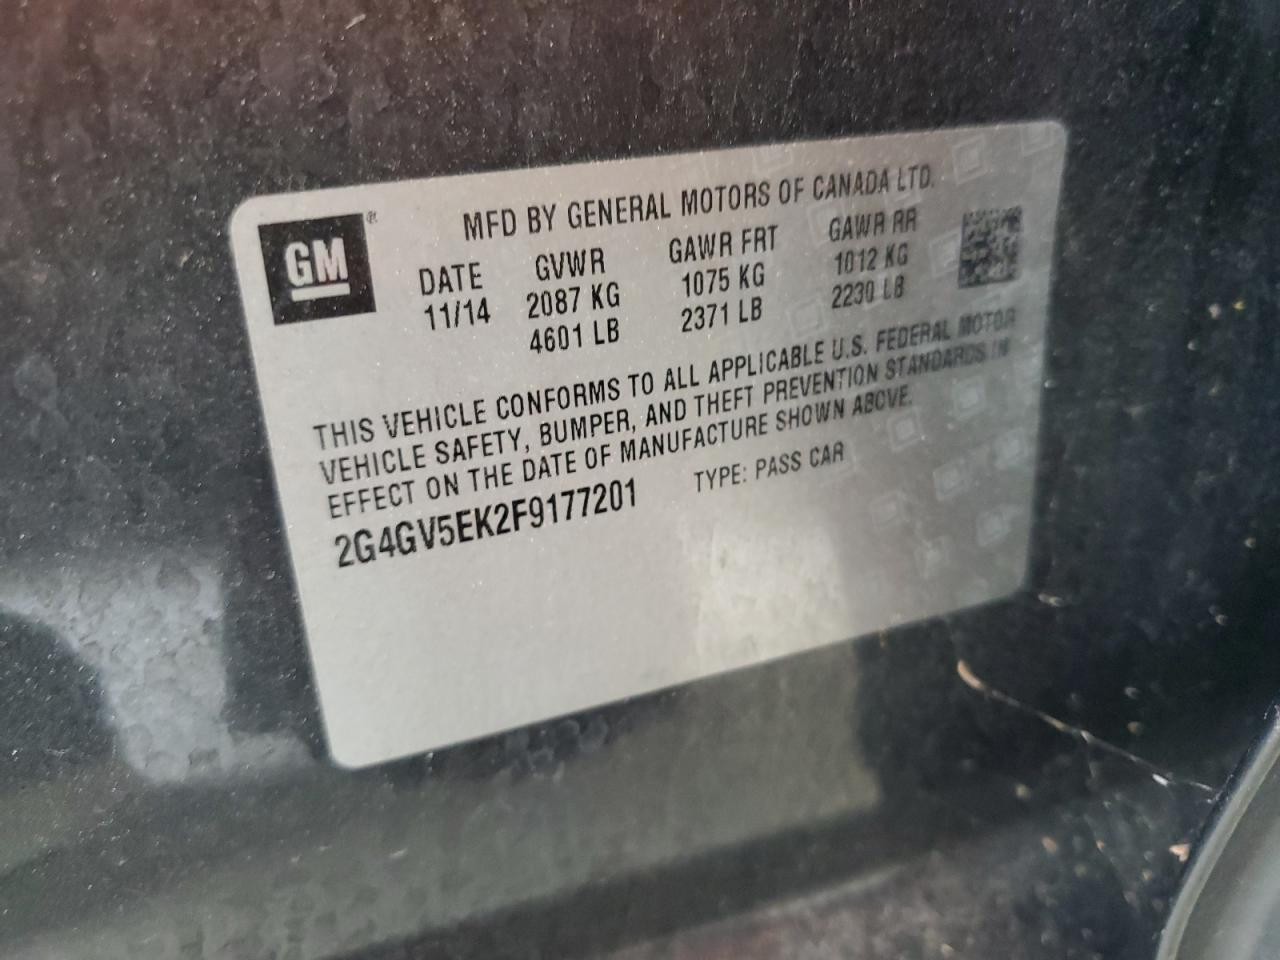 GM ®
MFD BY GENERAL MOTORS OF CANADA LTD.
DATE GVWR GAWR FRT GAWR RR
11/14 2087 KG 1075 KG 1012 KG
4601 LB 2371 LB 2230 LB
THIS VEHICLE CONFORMS TO ALL APPLICABLE U.S. FEDERAL MOTOR
VEHICLE SAFETY, BUMPER, AND THEFT PREVENTION STANDARDS IN
EFFECT ON THE DATE OF MANUFACTURE SHOWN ABOVE.
2G4GV5EK2F9177201 TYPE: PASS CAR